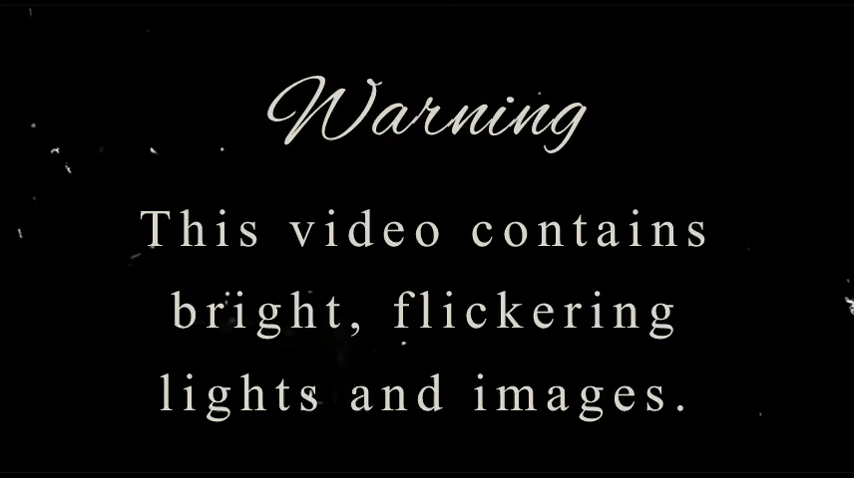 Warning
This video contains
bright, flickering
lights and images.